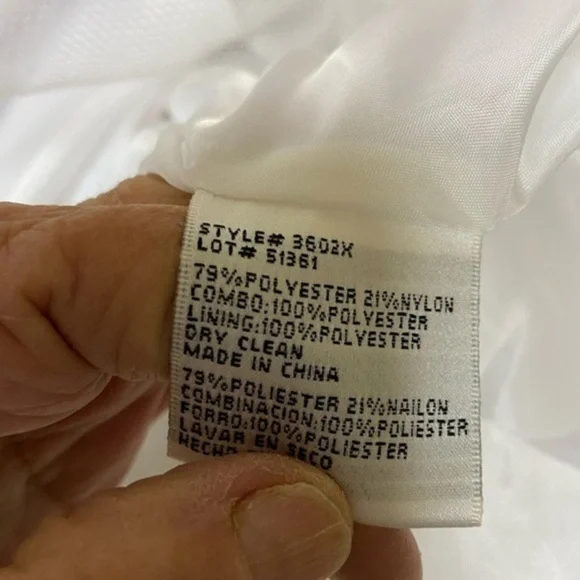 STYLE# 3602X
LOT# 51361
79%POLYESTER 21%NYLON
COMBO:100%POLYESTER
LINING:100%POLYESTER
DRY CLEAN
MADE IN CHINA
79%POLIESTER 21%NAILON
COMBINACION:100%POLIESTER
FORRO:100%POLIESTER
LAVAR EN SECO
HECHO